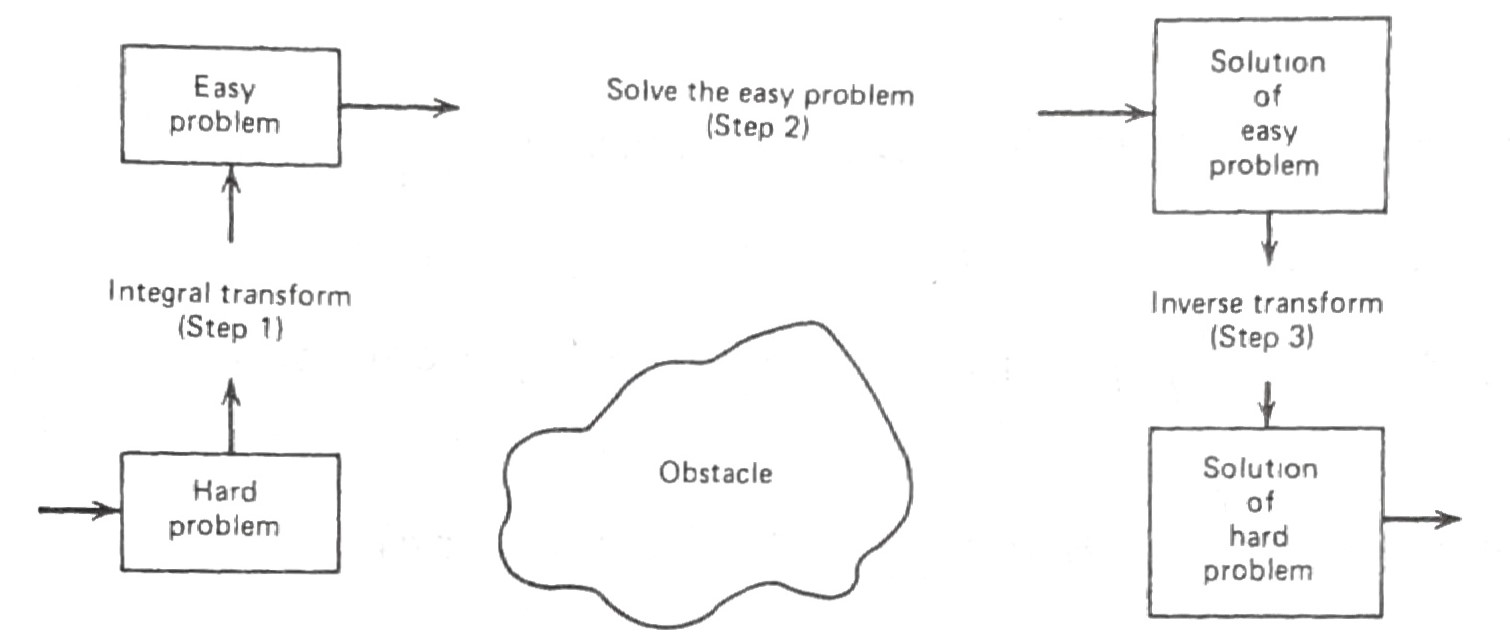 Easy
problem
Solve the easy problem
(Step 2)
Solution
of
easy
problem
Integral transform
(Step 1)
Inverse transform
(Step 3)
Hard
problem
Obstacle
Solution
of
hard
problem